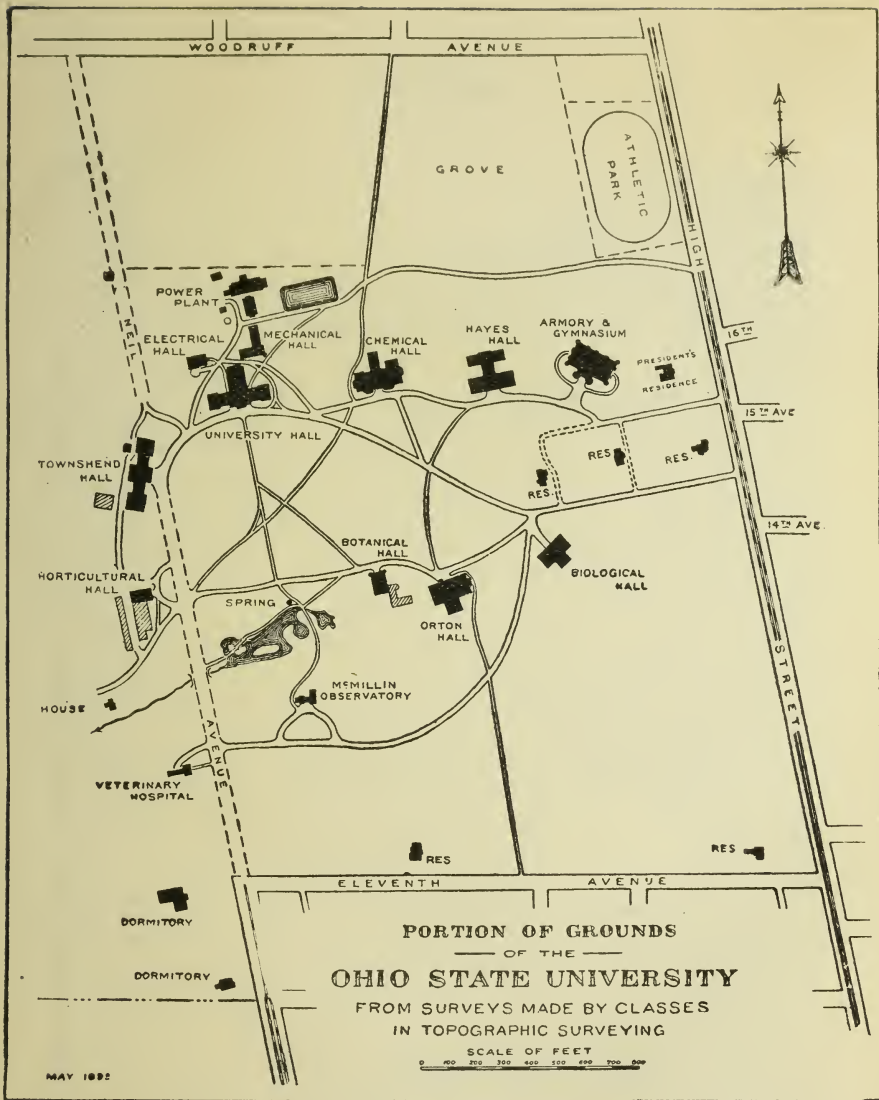 WOODRUFF AVENUE
GROVE
ATHLETIC
PARK
HIGH
STREET
POWER
PLANT
NEIL
AVENUE
ELECTRICAL
HALL
MECHANICAL
HALL
CHEMICAL
HALL
HAYES
HALL
ARMORY &
GYMNASIUM
PRESIDENT'S
RESIDENCE
16TH
15TH AVE
UNIVERSITY HALL
TOWNSHEND
HALL
RES.
RES
RES.
14TH AVE.
BOTANICAL
HALL
BIOLOGICAL
HALL
HORTICULTURAL
HALL
SPRING
ORTON
HALL
McMILLIN
OBSERVATORY
HOUSE
VETERINARY
HOSPITAL
RES
RES
ELEVENTH AVENUE
DORMITORY
DORMITORY
PORTION OF GROUNDS
OF THE
OHIO STATE UNIVERSITY
FROM SURVEYS MADE BY CLASSES
IN TOPOGRAPHIC SURVEYING
SCALE OF FEET
0 100 200 300 400 500 600 700 800
MAY